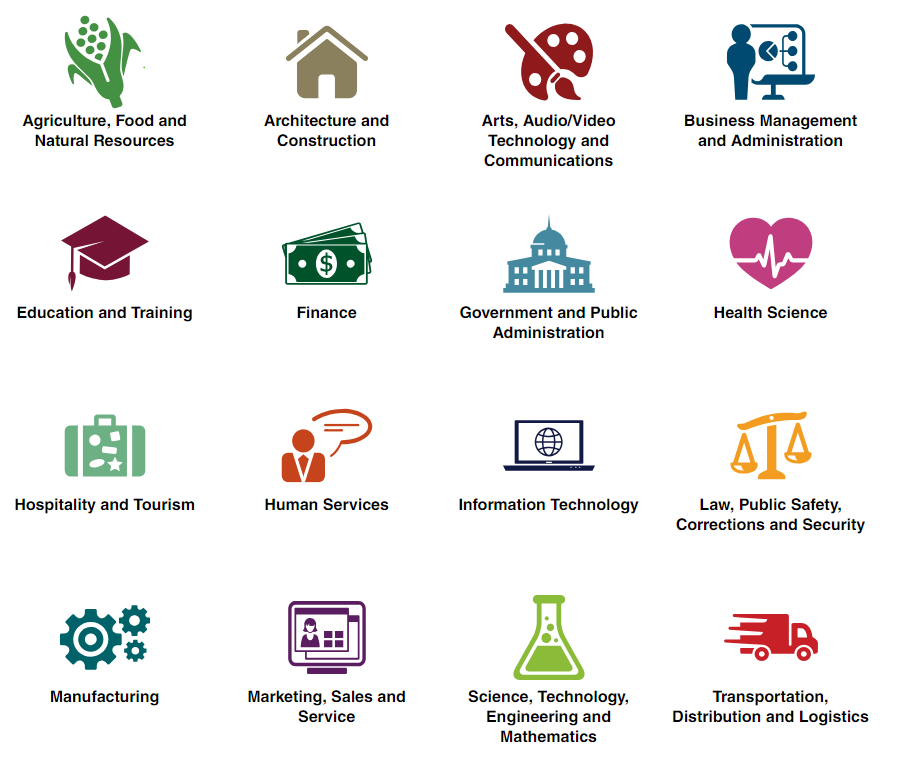 Agriculture, Food and
Natural Resources
Architecture and
Construction
Arts, Audio/Video
Technology and
Communications
Business Management
and Administration
Education and Training
Finance
$
Government and Public
Administration
Health Science
Hospitality and Tourism
Human Services
Information Technology
Law, Public Safety,
Corrections and Security
Manufacturing
Marketing, Sales and
Service
Science, Technology,
Engineering and
Mathematics
Transportation,
Distribution and Logistics